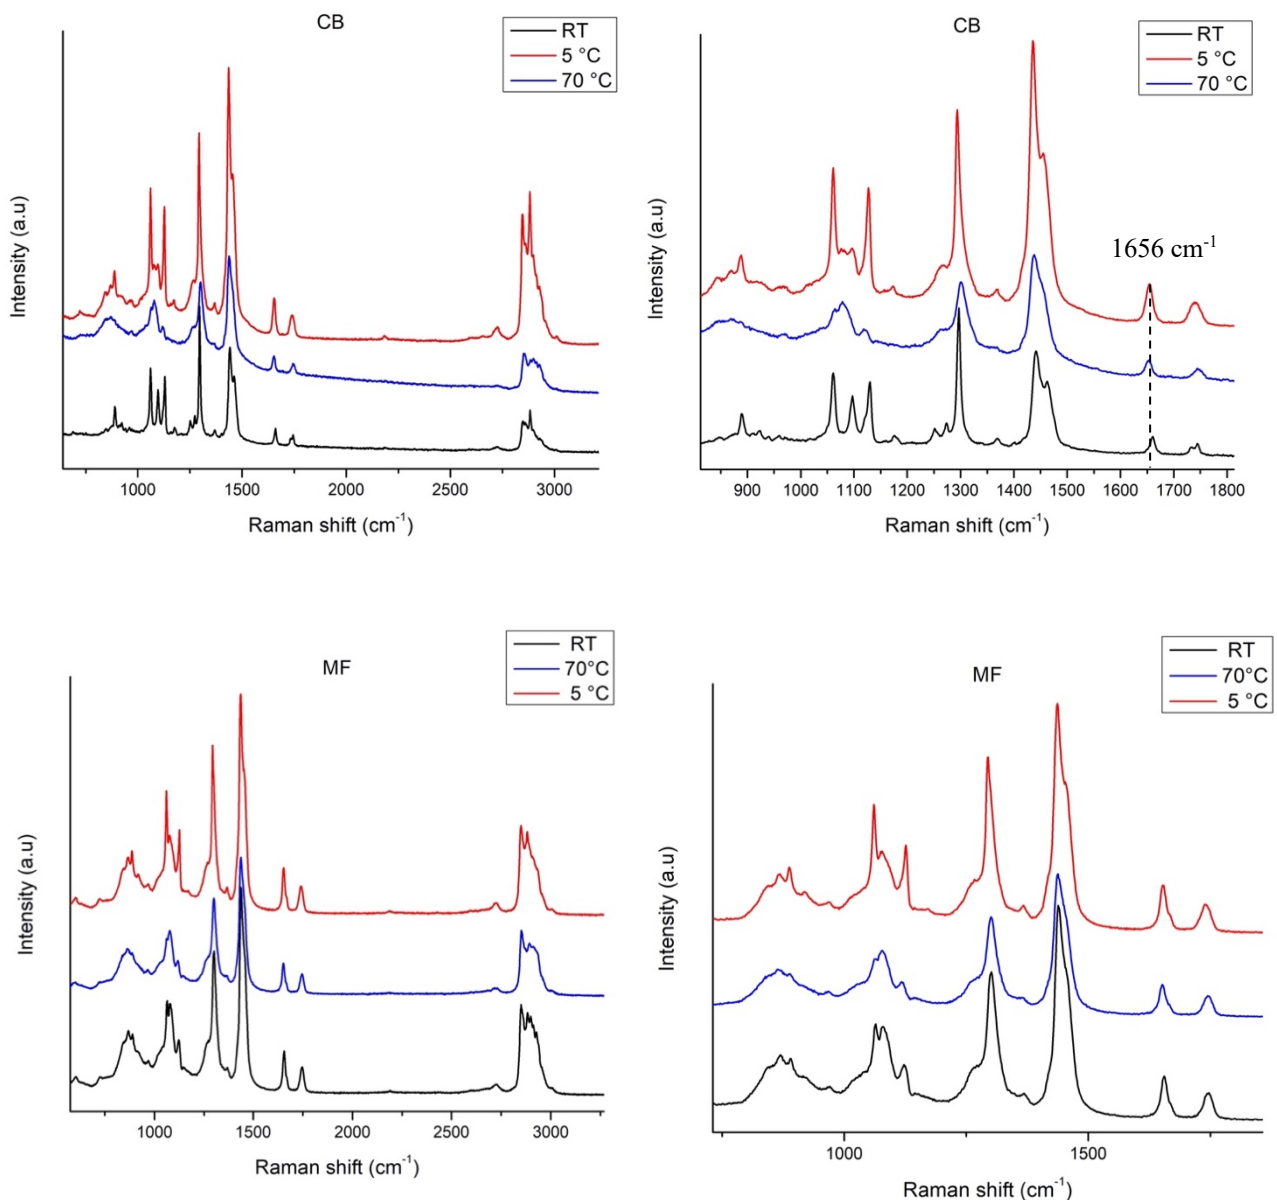 CB
RT
5 °C
70 °C
Intensity (a.u)
1000 1500 2000 2500 3000
Raman shift (cm-1)
CB
RT
5 °C
70 °C
1656 cm-1
Intensity (a.u)
900 1000 1100 1200 1300 1400 1500 1600 1700 1800
Raman shift (cm-1)
MF
RT
70°C
5 °C
Intensity (a.u)
1000 1500 2000 2500 3000
Raman shift (cm-1)
MF
RT
70°C
5 °C
Intensity (a.u)
1000 1500
Raman shift (cm-1)